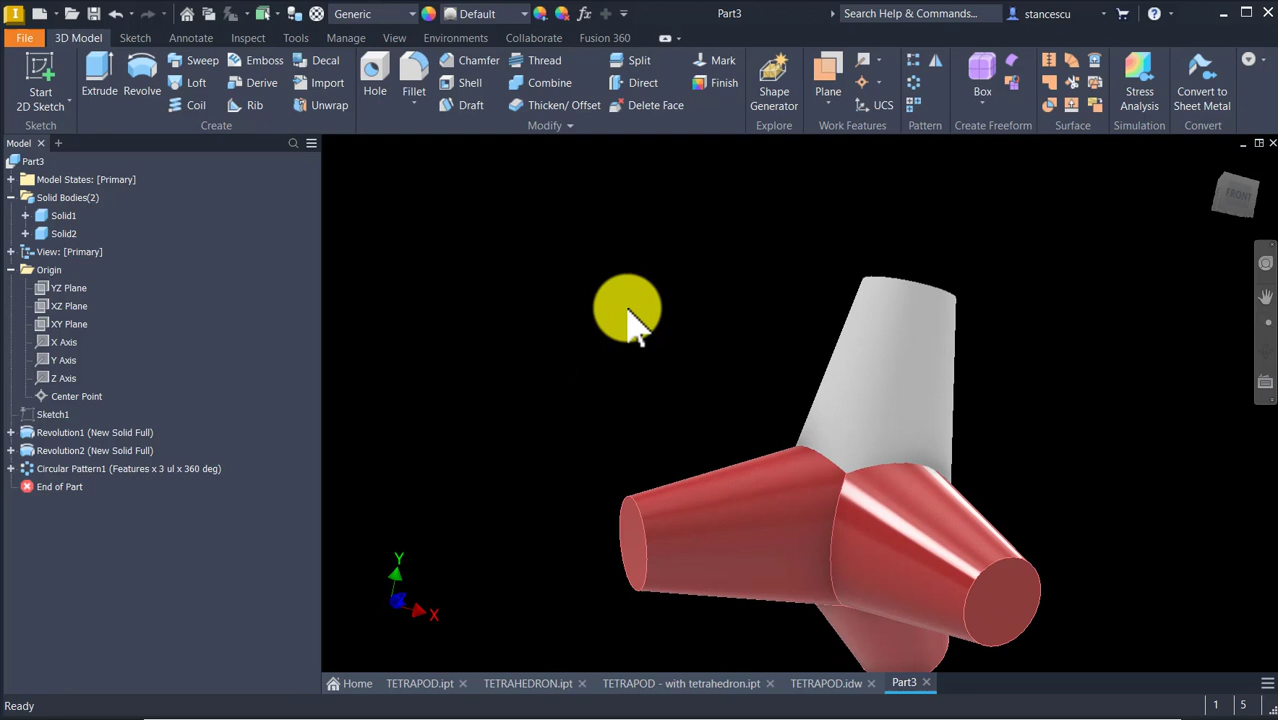 Generic
Default
fx
Part3
Search Help & Commands...
stancescu
File
3D Model
Sketch
Annotate
Inspect
Tools
Manage
View
Environments
Collaborate
Fusion 360
Start
2D Sketch
Extrude
Revolve
Sweep
Emboss
Decal
Loft
Derive
Import
Coil
Rib
Unwrap
Hole
Fillet
Chamfer
Thread
Split
Mark
Shell
Combine
Direct
Finish
Draft
Thicken/ Offset
Delete Face
Shape
Generator
Plane
UCS
Box
Stress
Analysis
Convert to
Sheet Metal
Sketch
Create
Modify
Explore
Work Features
Pattern
Create Freeform
Surface
Simulation
Convert
Model
Part3
Model States: [Primary]
Solid Bodies(2)
Solid1
Solid2
View: [Primary]
Origin
YZ Plane
XZ Plane
XY Plane
X Axis
Y Axis
Z Axis
Center Point
Sketch1
Revolution1 (New Solid Full)
Revolution2 (New Solid Full)
Circular Pattern1 (Features x 3 ul x 360 deg)
End of Part
FRONT
Y
X
Home
TETRAPOD.ipt
TETRAHEDRON.ipt
TETRAPOD - with tetrahedron.ipt
TETRAPOD.idw
Part3
Ready
1
5